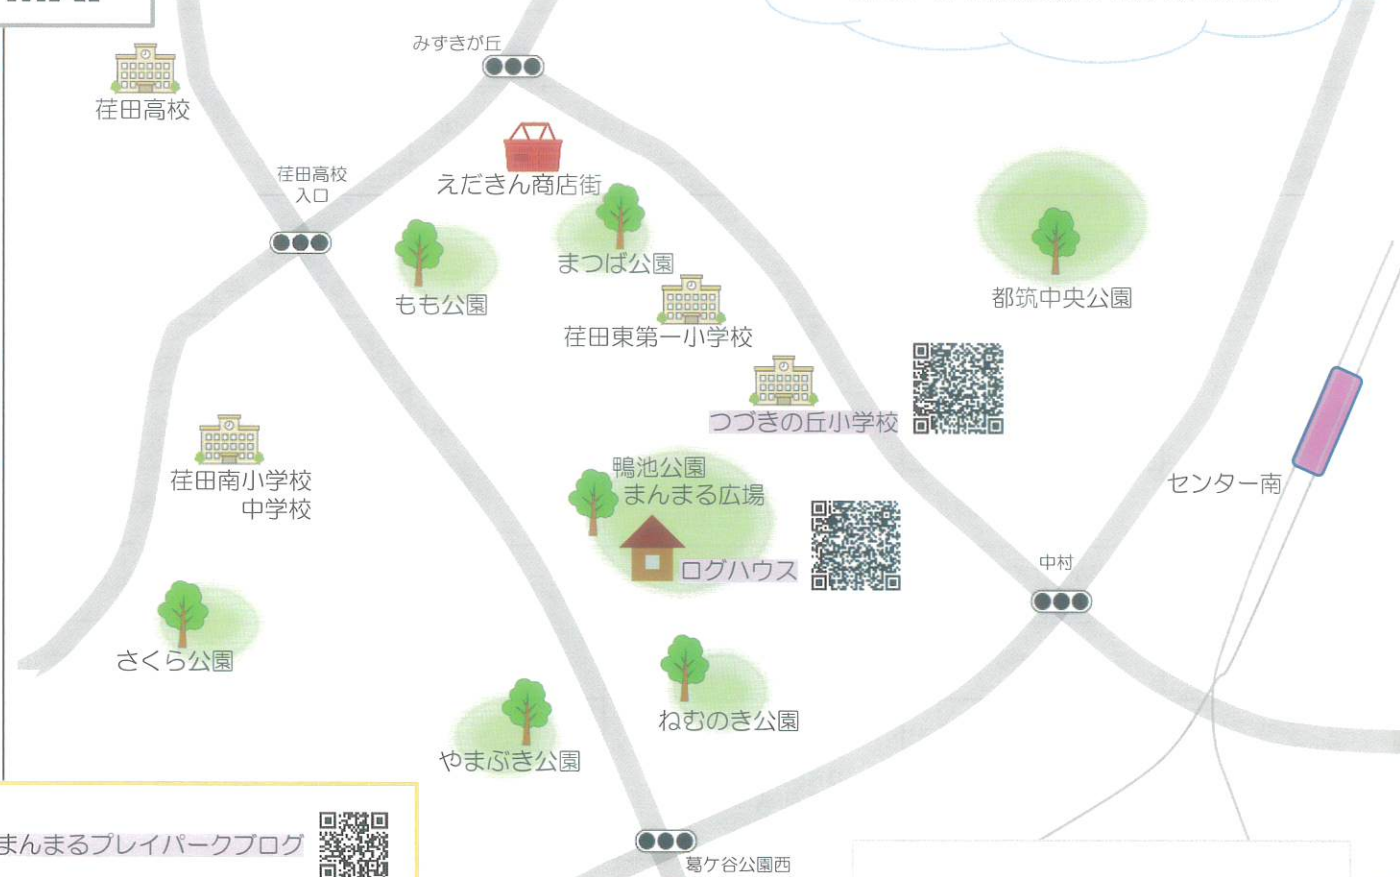 みずきが丘
荏田高校
えだきん商店街
荏田高校
入口
まつば公園
もも公園
都筑中央公園
荏田東第一小学校
つづきの丘小学校
鴨池公園
まんまる広場
荏田南小学校
中学校
センター南
中村
ログハウス
さくら公園
ねむのき公園
やまぶき公園
まんまるプレイパークブログ
葛ケ谷公園西